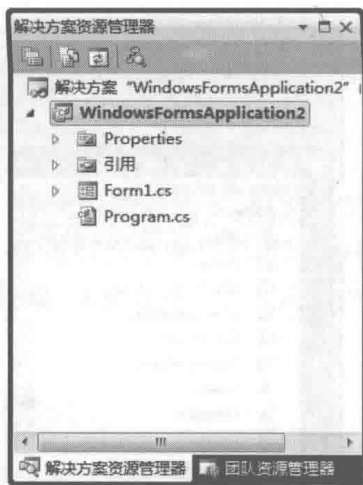 解决方案资源管理器
解决方案 "WindowsFormsApplication2" (
WindowsFormsApplication2
Properties
引用
Form1.cs
Program.cs
解决方案资源管理器 团队资源管理器